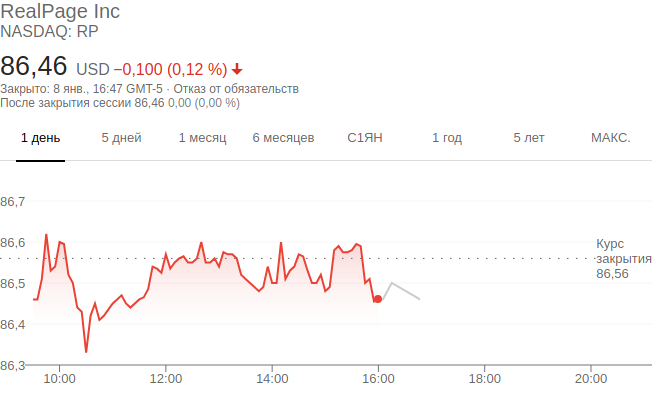 RealPage Inc
NASDAQ: RP
86,46 USD −0,100 (0,12 %)
Закрыто: 8 янв., 16:47 GMT-5 · Отказ от обязательств
После закрытия сессии 86,46 0,00 (0,00 %)
1 день 5 дней 1 месяц 6 месяцев С1ЯН 1 год 5 лет МАКС.
86,7
86,6
Курс
закрытия
86,56
86,5
86,4
86,3
10:00 12:00 14:00 16:00 18:00 20:00